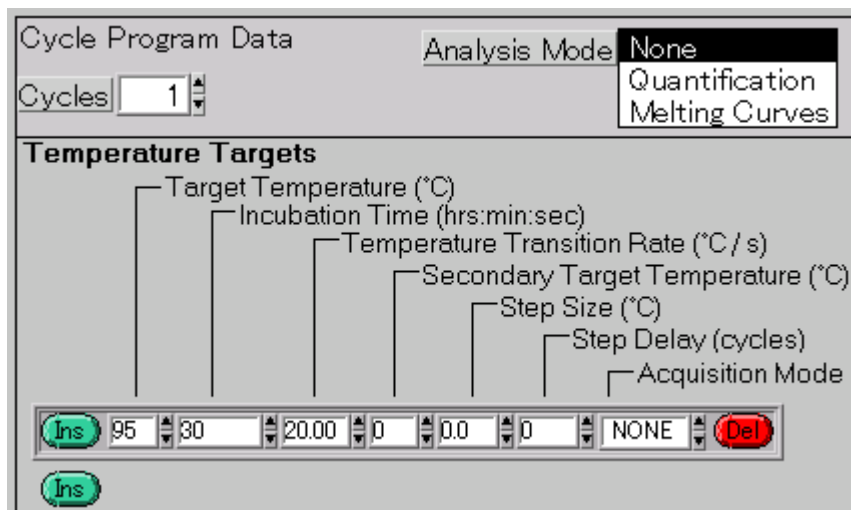 Cycle Program Data
Analysis Mode None
Quantification
Melting Curves
Cycles 1
Temperature Targets
Target Temperature (°C)
Incubation Time (hrs:min:sec)
Temperature Transition Rate (°C / s)
Secondary Target Temperature (°C)
Step Size (°C)
Step Delay (cycles)
Acquisition Mode
Ins 95 30 20.00 0 0.0 0 NONE Del
Ins